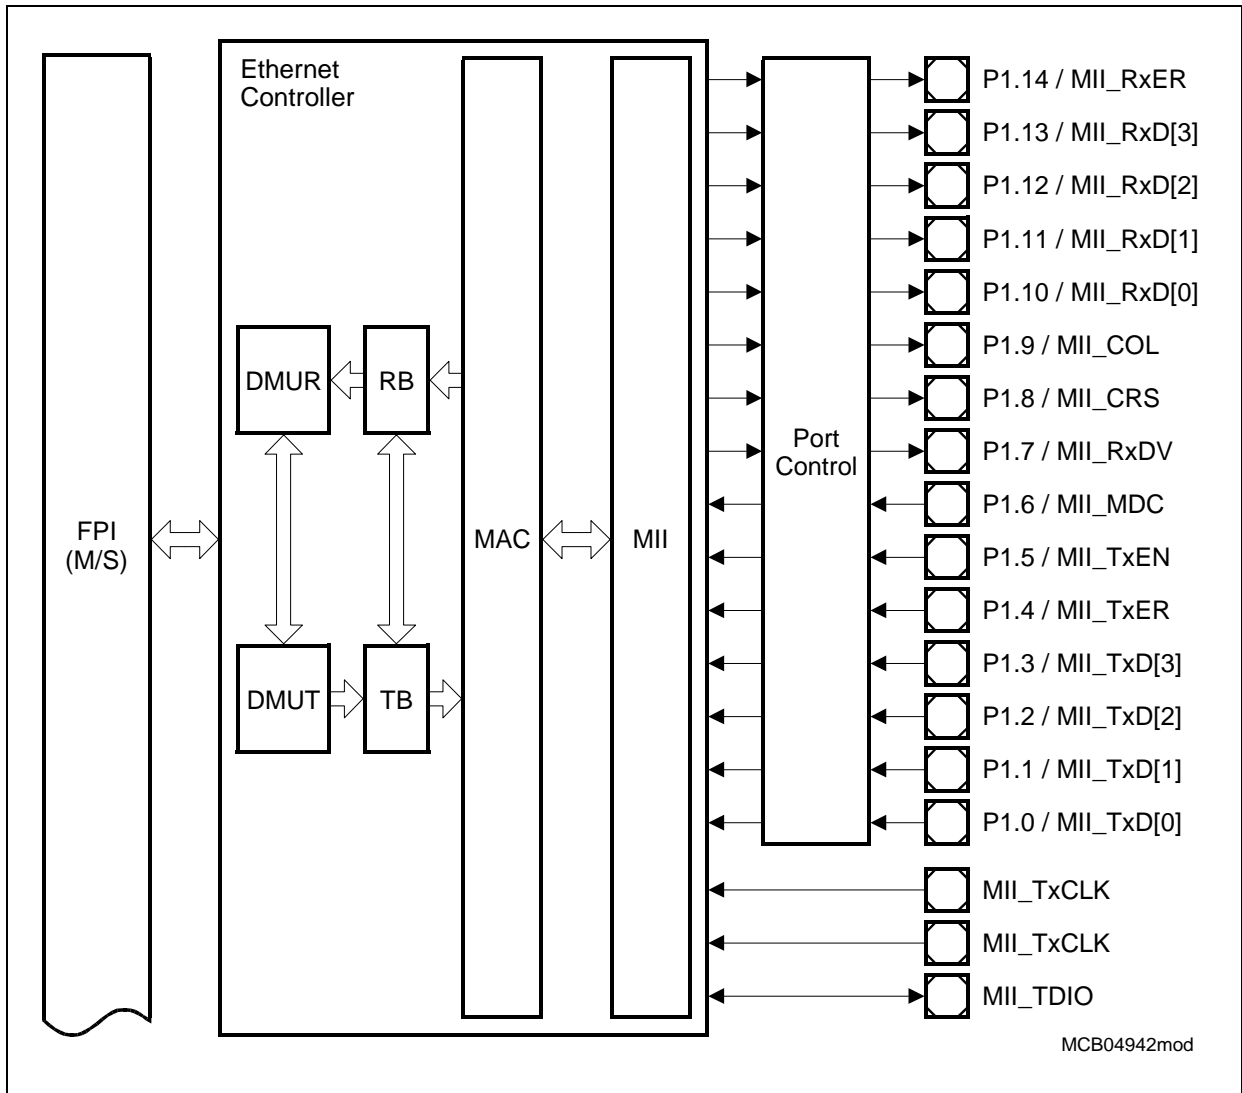 Ethernet
Controller
P1.14 / MII_RxER
P1.13 / MII_RxD[3]
P1.12 / MII_RxD[2]
P1.11 / MII_RxD[1]
P1.10 / MII_RxD[0]
P1.9 / MII_COL
P1.8 / MII_CRS
P1.7 / MII_RxDV
P1.6 / MII_MDC
P1.5 / MII_TxEN
P1.4 / MII_TxER
P1.3 / MII_TxD[3]
P1.2 / MII_TxD[2]
P1.1 / MII_TxD[1]
P1.0 / MII_TxD[0]
MII_TxCLK
MII_TxCLK
MII_TDIO
DMUR
RB
Port
Control
FPI
(M/S)
MAC
MII
DMUT
TB
MCB04942mod